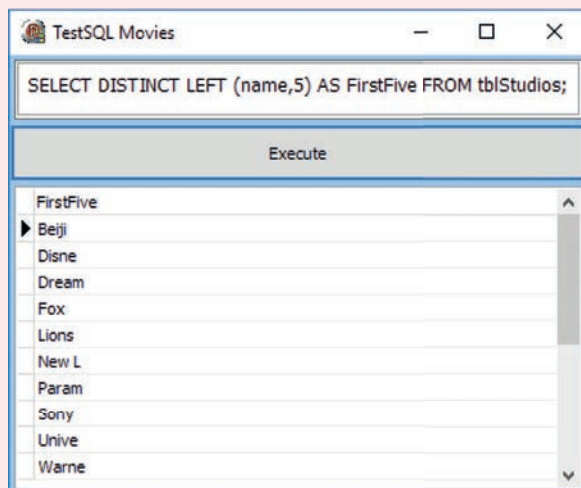 TestSQL Movies
SELECT DISTINCT LEFT (name,5) AS FirstFive FROM tblStudios;
Execute
FirstFive
Beiji
Disne
Dream
Fox
Lions
New L
Param
Sony
Unive
Warne